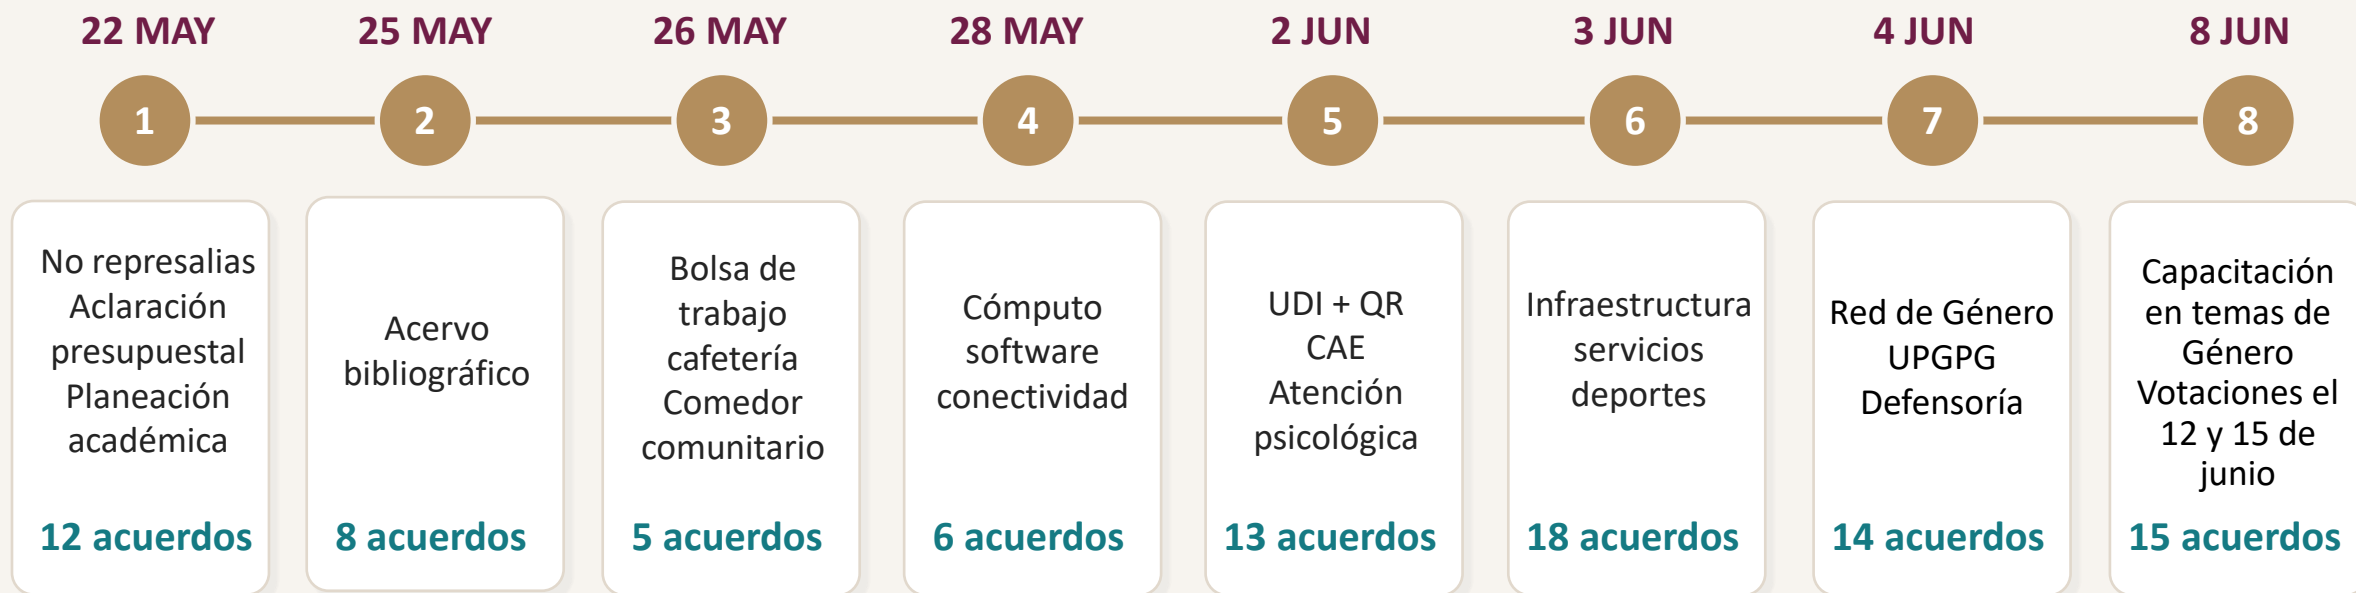 22 MAY
25 MAY
26 MAY
28 MAY
2 JUN
3 JUN
4 JUN
8 JUN
1
2
3
4
5
6
7
8
No represalias
Aclaración
presupuestal
Planeación
académica
12 acuerdos
Acervo
bibliográfico
8 acuerdos
Bolsa de
trabajo
cafetería
Comedor
comunitario
5 acuerdos
Cómputo
software
conectividad
6 acuerdos
UDI + QR
CAE
Atención
psicológica
13 acuerdos
Infraestructura
servicios
deportes
18 acuerdos
Red de Género
UPGPG
Defensoría
14 acuerdos
Capacitación
en temas de
Género
Votaciones el
12 y 15 de
junio
15 acuerdos